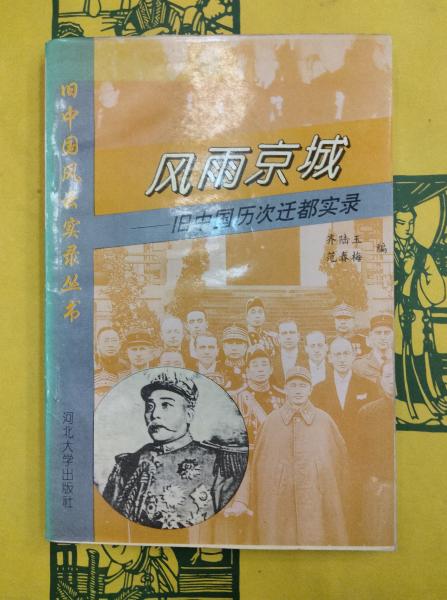 旧中国风云实录丛书
风雨京城
——旧中国历次迁都实录
齐陆玉
范春梅 编
河北大学出版社